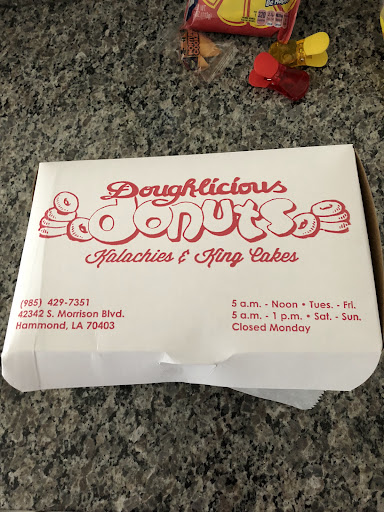 Doughlicious
donuts
Kalachies & King Cakes
(985) 429-7351
42342 S. Morrison Blvd.
Hammond, LA 70403
5 a.m. - Noon • Tues. - Fri.
5 a.m. - 1 p.m. • Sat. - Sun.
Closed Monday